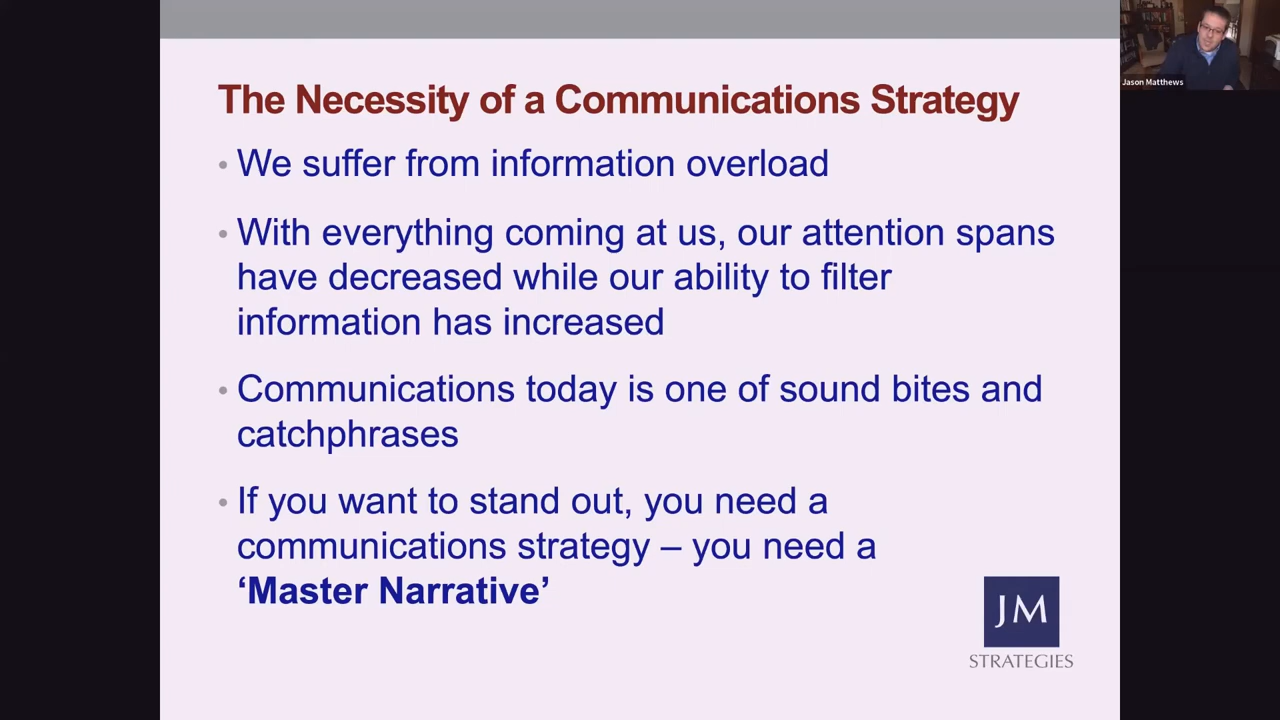 The Necessity of a Communications Strategy
• We suffer from information overload
• With everything coming at us, our attention spans
have decreased while our ability to filter
information has increased
• Communications today is one of sound bites and
catchphrases
• If you want to stand out, you need a
communications strategy – you need a
‘Master Narrative’
JM
STRATEGIES
Jason Matthews